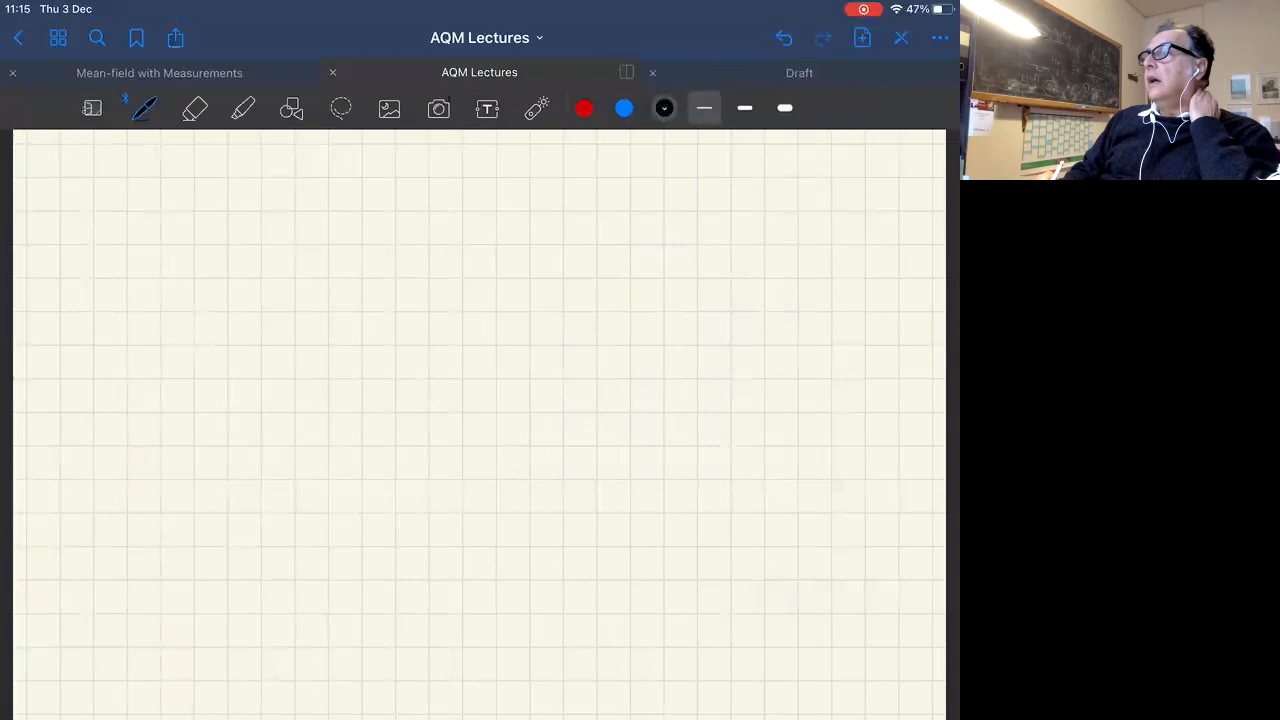 11:15 Thu 3 Dec
47%
AQM Lectures
Mean-field with Measurements
AQM Lectures
Draft
T